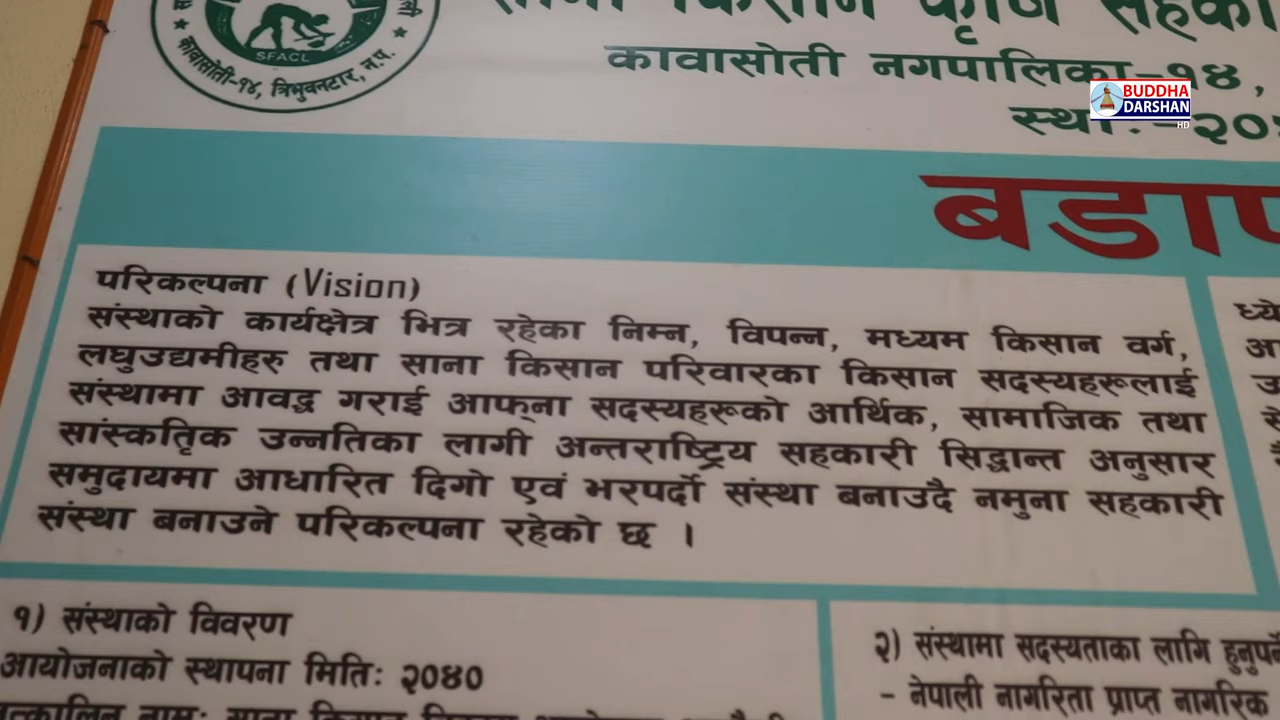 SFACL
कावासोती-१४, त्रिभुवनटार, न.प.
कृषि
कावासोती नगपालिका-१४,
BUDDHA
DARSHAN
HD
परिकल्पना (Vision)
संस्थाको कार्यक्षेत्र भित्र रहेका निम्न, विपन्न, मध्यम किसान वर्ग,
लघुउद्यमीहरु तथा साना किसान परिवारका किसान सदस्यहरूलाई
संस्थामा आवद्ध गराई आफ्ना सदस्यहरूको आर्थिक, सामाजिक तथा
सांस्कतिृक उन्नतिका लागी अन्तराष्ट्रिय सहकारी सिद्धान्त अनुसार
समुदायमा आधारित दिगो एवं भरपर्दो संस्था बनाउदै नमुना सहकारी
संस्था बनाउने परिकल्पना रहेको छ ।
१) संस्थाको विवरण
आयोजनाको स्थापना मितिः २०४०
२) संस्थामा सदस्यताका लागि
- नेपाली नागरिता प्राप्त नागरिक